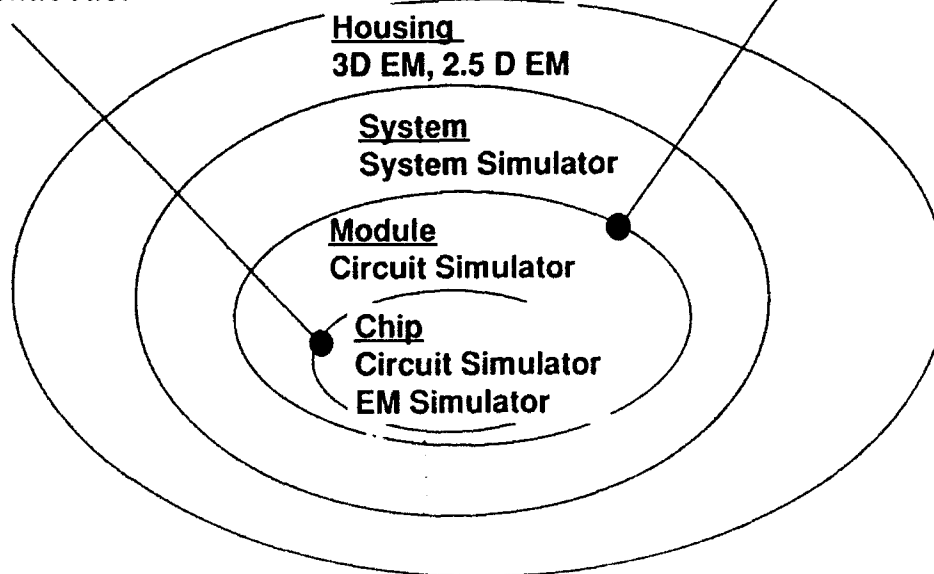 Housing
3D EM, 2.5 D EM
System
System Simulator
Module
Circuit Simulator
Chip
Circuit Simulator
EM Simulator